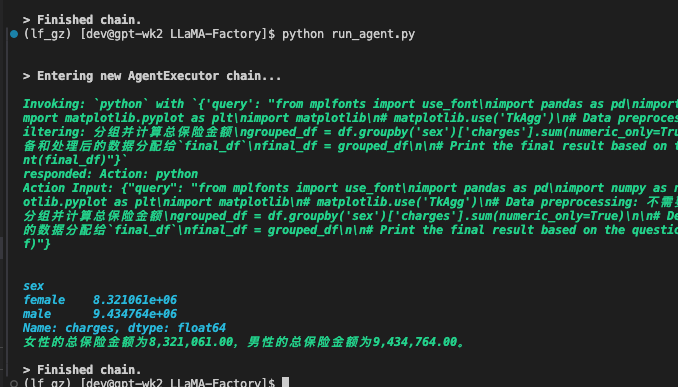 > Finished chain.
(lf_gz) [dev@gpt-wk2 LLaMA-Factory]$ python run_agent.py
> Entering new AgentExecutor chain...
Invoking: `python` with `{'query': "from mplfonts import use_font\nimport pandas as pd\nimport
mport matplotlib.pyplot as plt\nimport matplotlib\n# matplotlib.use('TkAgg')\n# Data preproces
iltering: 分组并计算总保险金额\ngrouped_df = df.groupby('sex')['charges'].sum(numeric_only=True
备和处理后的数据分配给`final_df`\nfinal_df = grouped_df\n\n# Print the final result based on t
nt(final_df)"}`
responded: Action: python
Action Input: {"query": "from mplfonts import use_font\nimport pandas as pd\nimport numpy as n
otlib.pyplot as plt\nimport matplotlib\n# matplotlib.use('TkAgg')\n# Data preprocessing: 不需
分组并计算总保险金额\ngrouped_df = df.groupby('sex')['charges'].sum(numeric_only=True)\n\n# De
的数据分配给`final_df`\nfinal_df = grouped_df\n\n# Print the final result based on the questio
f)"}
sex
female 8.321061e+06
male 9.434764e+06
Name: charges, dtype: float64
女性的总保险金额为8,321,061.00，男性的总保险金额为9,434,764.00。
> Finished chain.
(lf_gz) [dev@gpt-wk2 LLaMA-Factory]$